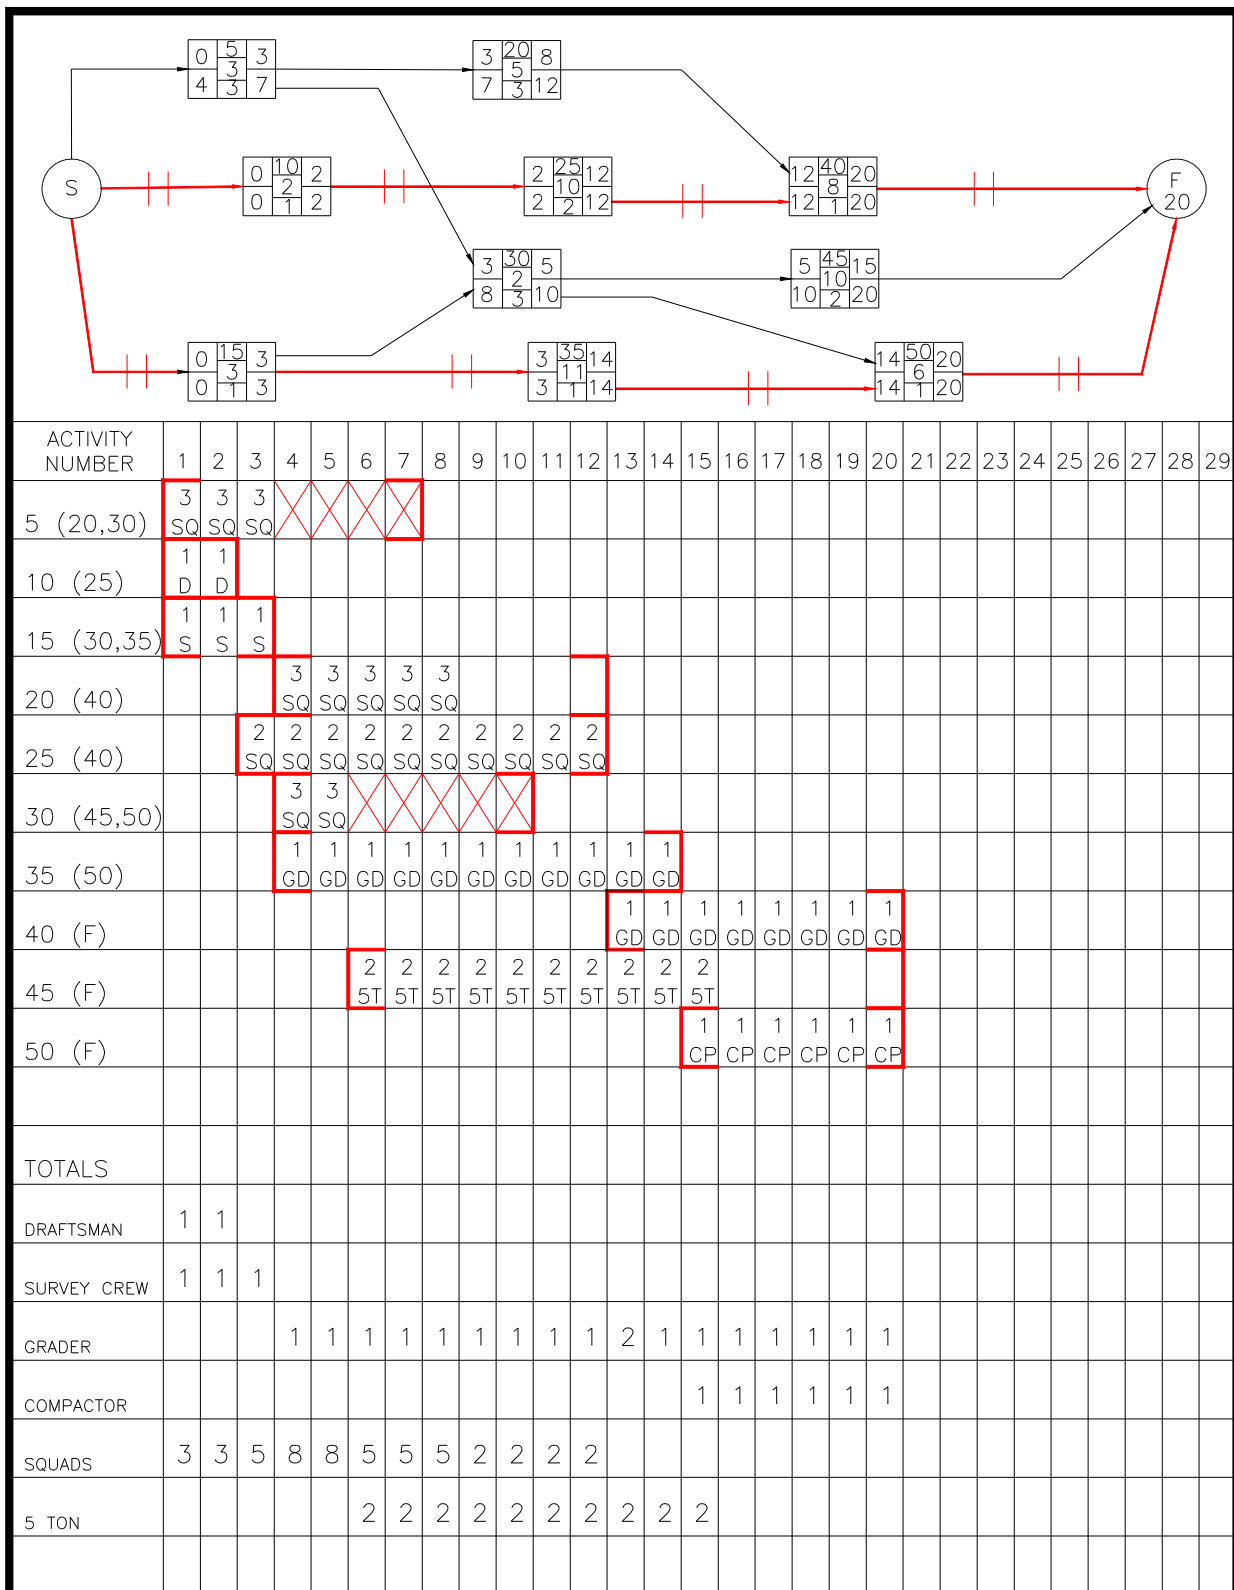 0 5 3
3
4 3 7
3 20 8
5
7 3 12
S
0 10 2
2
0 1 2
2 25 12
10
2 2 12
12 40 20
8
12 1 20
F
20
3 30 5
2
8 3 10
5 45 15
10
10 2 20
0 15 3
3
0 1 3
3 35 14
11
3 1 14
14 50 20
6
14 1 20
ACTIVITY
NUMBER 1 2 3 4 5 6 7 8 9 10 11 12 13 14 15 16 17 18 19 20 21 22 23 24 25 26 27 28 29
3 3 3
5 (20,30) SQ SQ SQ
1 1
10 (25) D D
1 1 1
15 (30,35) S S S
3 3 3 3 3
20 (40) SQ SQ SQ SQ SQ
2 2 2 2 2 2 2 2 2 2
25 (40) SQ SQ SQ SQ SQ SQ SQ SQ SQ SQ
3 3
30 (45,50) SQ SQ
1 1 1 1 1 1 1 1 1 1 1
35 (50) GD GD GD GD GD GD GD GD GD GD GD
1 1 1 1 1 1 1 1
40 (F) GD GD GD GD GD GD GD GD
2 2 2 2 2 2 2 2 2 2
45 (F) 5T 5T 5T 5T 5T 5T 5T 5T 5T 5T
1 1 1 1 1 1
50 (F) CP CP CP CP CP CP
TOTALS
DRAFTSMAN 1 1
SURVEY CREW 1 1 1
GRADER 1 1 1 1 1 1 1 1 1 2 1 1 1 1 1 1 1
COMPACTOR 1 1 1 1 1 1
SQUADS 3 3 5 8 8 5 5 5 2 2 2 2
5 TON 2 2 2 2 2 2 2 2 2 2